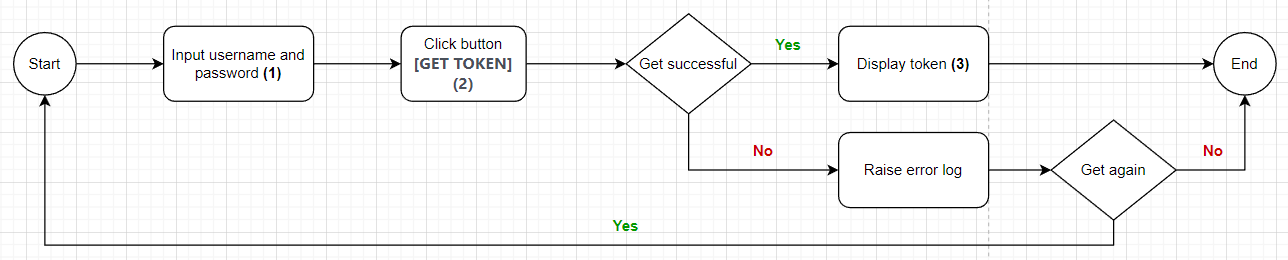 Start
Input username and
password (1)
Click button
[GET TOKEN]
(2)
Get successful
Yes
Display token (3)
End
No
Raise error log
Get again
No
Yes